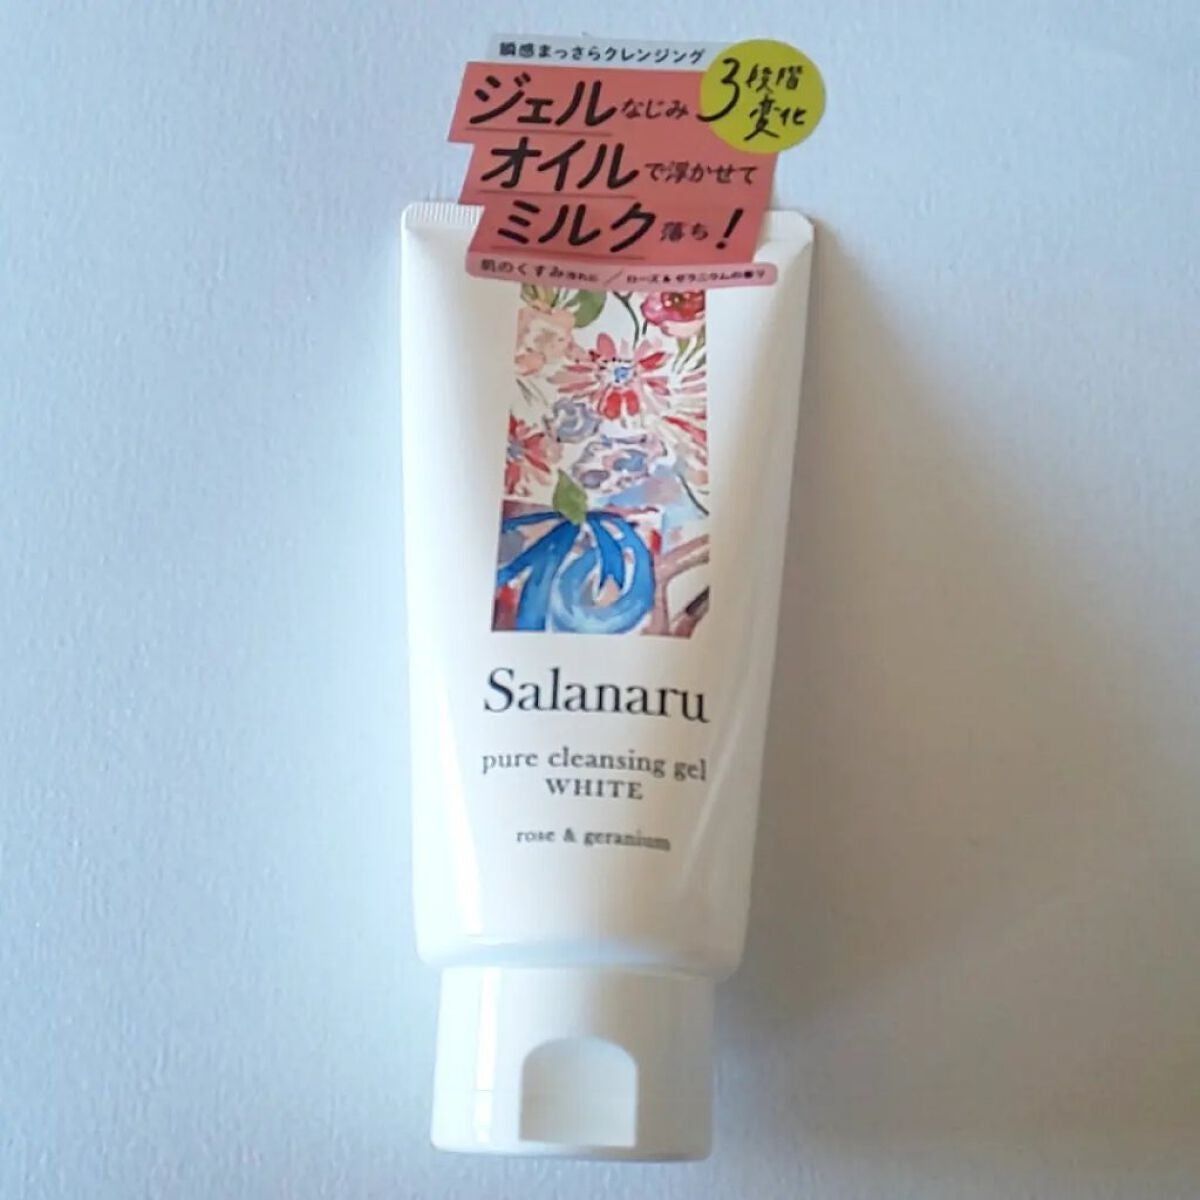 瞬感まっさらクレンジング
3段階
変化
ジェルなじみ
オイルで浮かせて
ミルク落ち!
肌のくすみ汚れに / ローズ&ゼラニウムの香り
Salanaru
pure cleansing gel
WHITE
rose & geranium